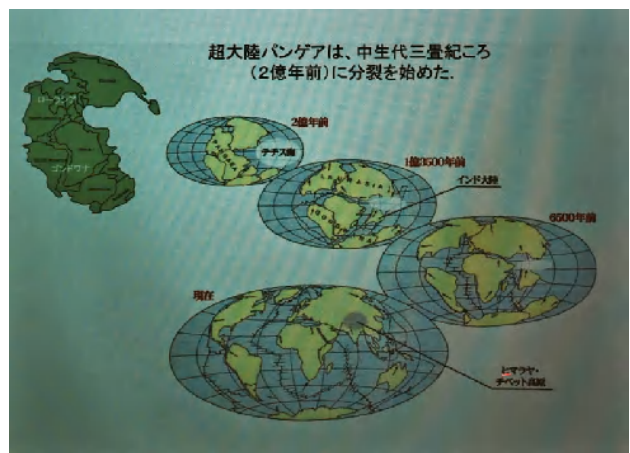 超大陸パンゲアは、中生代三畳紀ころ
(2億年前)に分裂を始めた.
ローラシア
ゴンドワナ
2億年前
テチス海
1億3500年前
LAURASIA
インド大陸
6500年前
現在
ヒマラヤ・
チベット高原